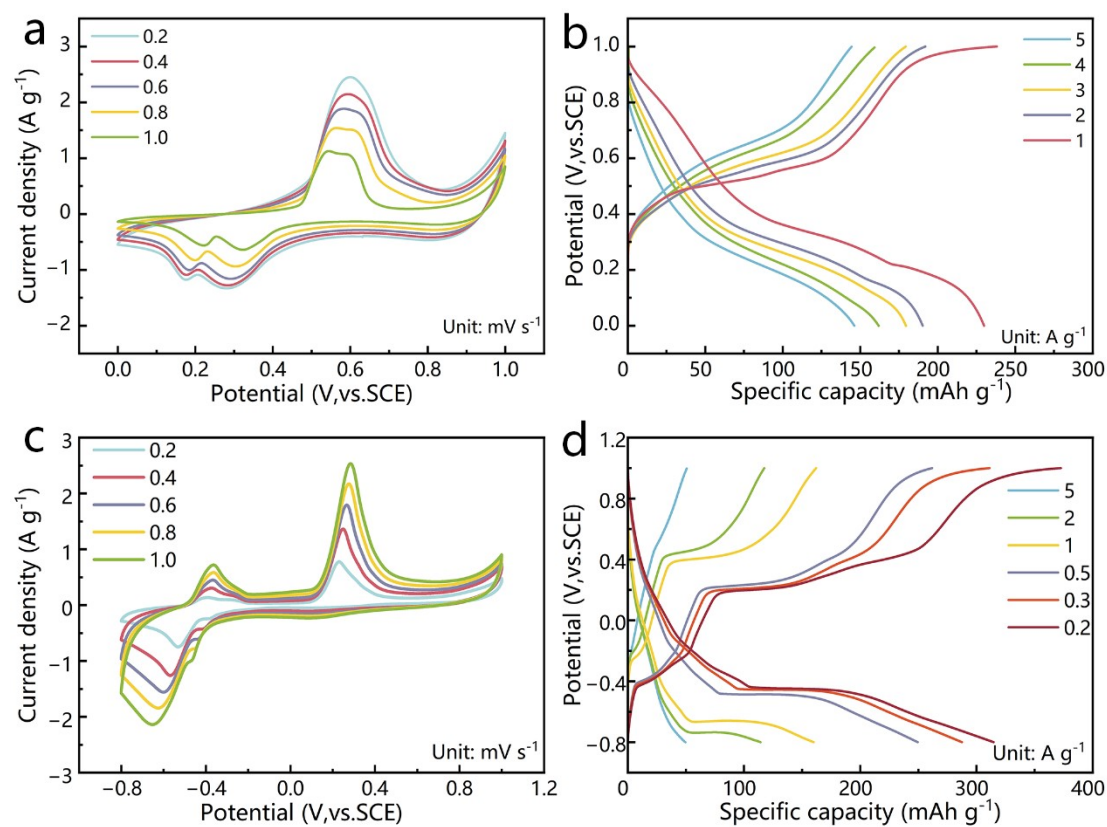 a
0.2
0.4
0.6
0.8
1.0
3
2
1
0
−1
−2
Current density (A g⁻¹)
Unit: mV s⁻¹
0.0 0.2 0.4 0.6 0.8 1.0
Potential (V,vs.SCE)
b
5
4
3
2
1
1.0
0.8
0.6
0.4
0.2
0.0
Potential (V,vs.SCE)
Unit: A g⁻¹
0 50 100 150 200 250 300
Specific capacity (mAh g⁻¹)
c
0.2
0.4
0.6
0.8
1.0
3
2
1
0
−1
−2
−3
Current density (A g⁻¹)
Unit: mV s⁻¹
−0.8 −0.4 0.0 0.4 0.8 1.2
Potential (V,vs.SCE)
d
5
2
1
0.5
0.3
0.2
1.2
0.8
0.4
0.0
−0.4
−0.8
Potential (V,vs.SCE)
Unit: A g⁻¹
0 100 200 300 400
Specific capacity (mAh g⁻¹)